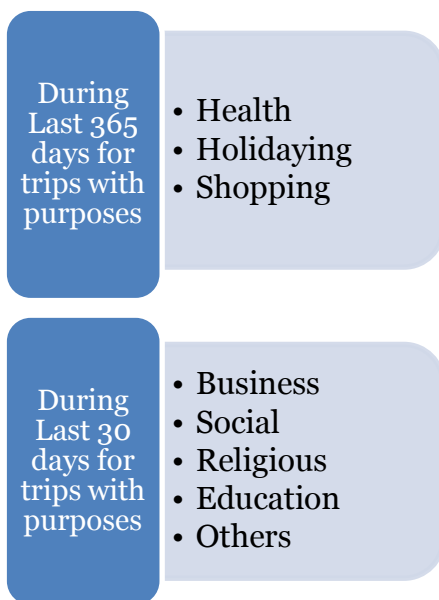 During
Last 365
days for
trips with
purposes
• Health
• Holidaying
• Shopping
During
Last 30
days for
trips with
purposes
• Business
• Social
• Religious
• Education
• Others